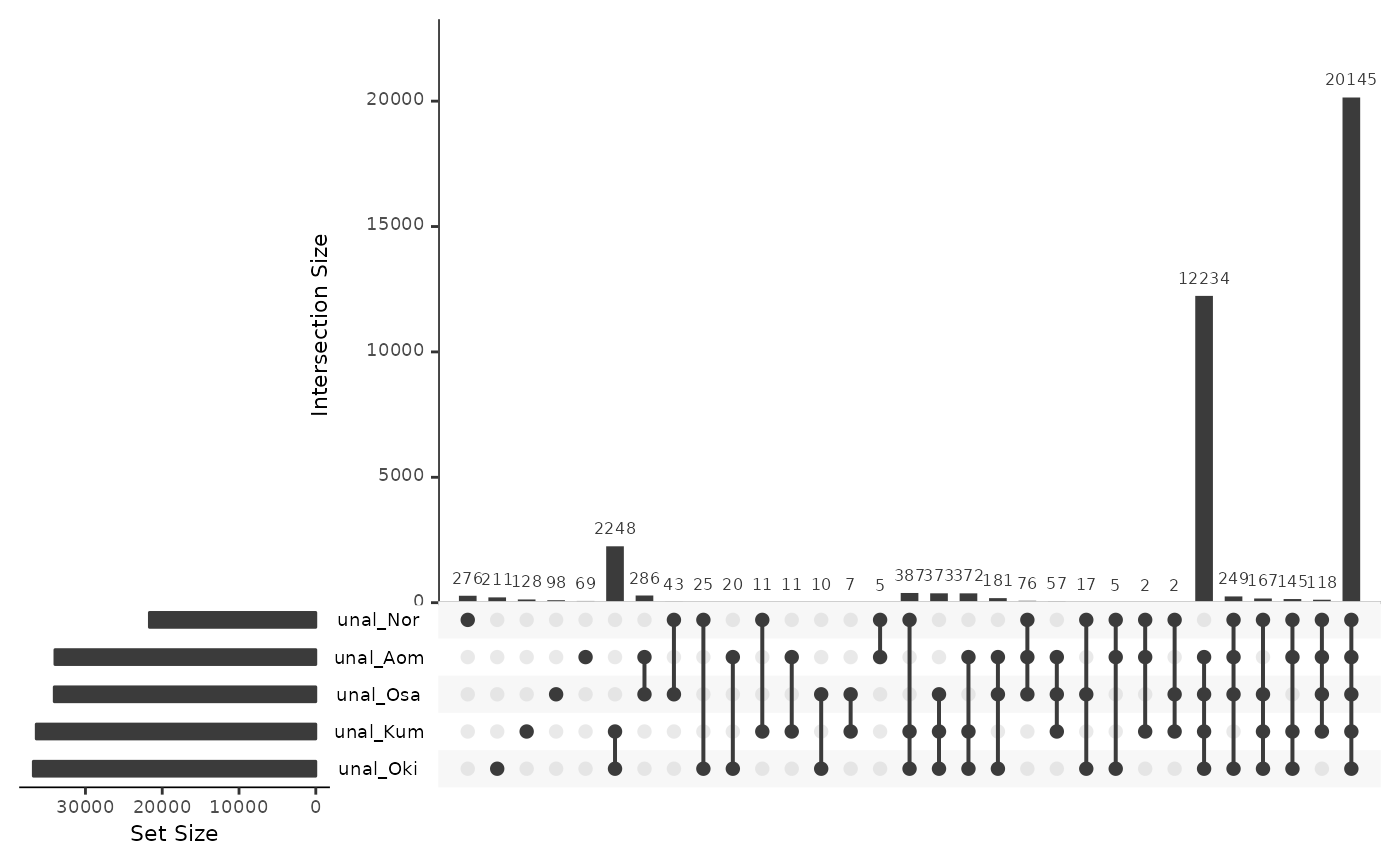 20145
20000
15000
12234
10000
5000
2248
276 211 128 98 69 286 43 25 20 11 11 10 7 5 387 373 372 181 76 57 17 5 2 2 249 167 145 118
0
Intersection Size
unal_Nor
unal_Aom
unal_Osa
unal_Kum
unal_Oki
30000 20000 10000 0
Set Size